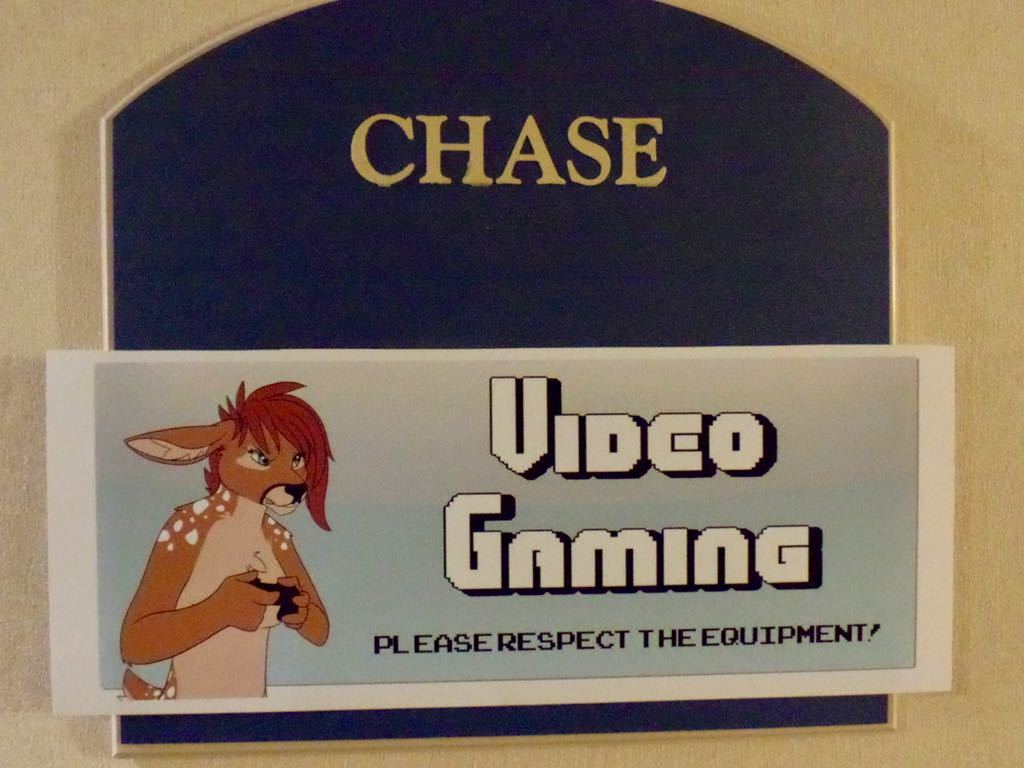 CHASE
VIDEO
GAMING
PLEASE RESPECT THE EQUIPMENT!